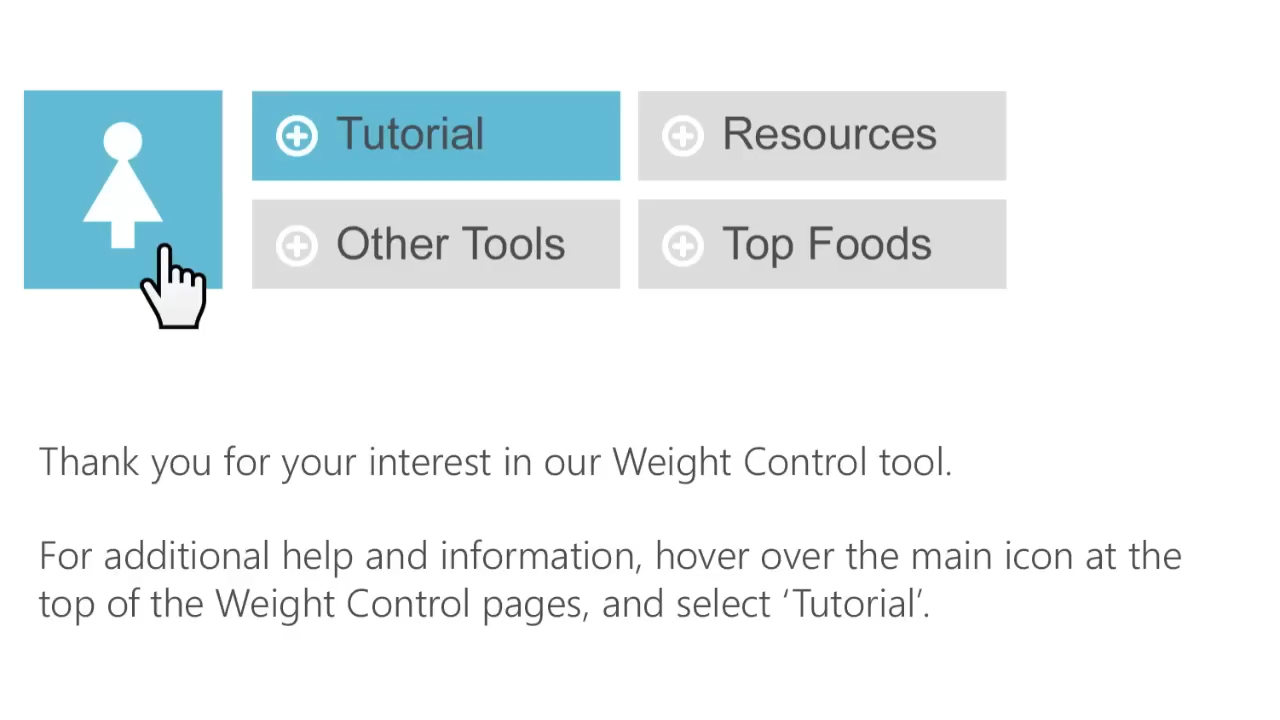 Tutorial
Resources
Other Tools
Top Foods
Thank you for your interest in our Weight Control tool.
For additional help and information, hover over the main icon at the
top of the Weight Control pages, and select ‘Tutorial’.